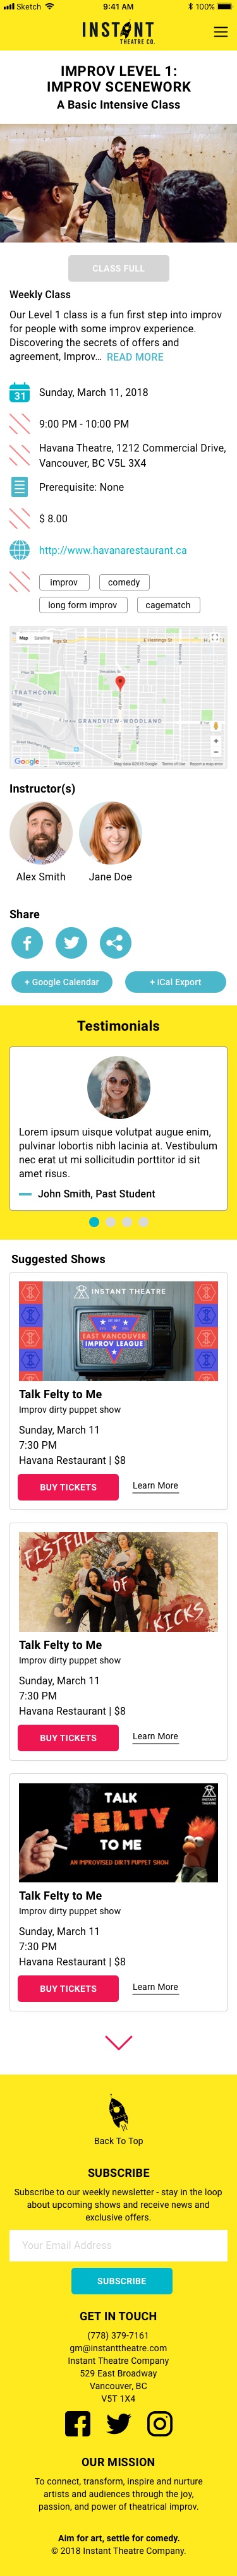 Sketch 9:41 AM 100%
INSTANT
THEATRE CO.
IMPROV LEVEL 1:
IMPROV SCENEWORK
A Basic Intensive Class
CLASS FULL
Weekly Class
Our Level 1 class is a fun first step into improv
for people with some improv experience.
Discovering the secrets of offers and
agreement, Improv... READ MORE
31 Sunday, March 11, 2018
9:00 PM - 10:00 PM
Havana Theatre, 1212 Commercial Drive,
Vancouver, BC V5L 3X4
Prerequisite: None
$ 8.00
http://www.havanarestaurant.ca
improv comedy
long form improv cagematch
Map Satellite
E Hastings St
STRATHCONA
GRANDVIEW-WOODLAND
Google Vancouver Map data ©2018 Google Terms of Use Report a map error
Instructor(s)
Alex Smith Jane Doe
Share
+ Google Calendar + iCal Export
Testimonials
Lorem ipsum uisque volutpat augue enim,
pulvinar lobortis nibh lacinia at. Vestibulum
nec erat ut mi sollicitudin porttitor id sit
amet risus.
John Smith, Past Student
Suggested Shows
INSTANT THEATRE
EAST VANCOUVER
IMPROV LEAGUE
Talk Felty to Me
Improv dirty puppet show
Sunday, March 11
7:30 PM
Havana Restaurant | $8
BUY TICKETS Learn More
FISTFUL
OF
KICKS
Talk Felty to Me
Improv dirty puppet show
Sunday, March 11
7:30 PM
Havana Restaurant | $8
BUY TICKETS Learn More
INSTANT
THEATRE
TALK
FELTY
TO ME
AN IMPROVISED DIRTY PUPPET SHOW
Talk Felty to Me
Improv dirty puppet show
Sunday, March 11
7:30 PM
Havana Restaurant | $8
BUY TICKETS Learn More
Back To Top
SUBSCRIBE
Subscribe to our weekly newsletter - stay in the loop
about upcoming shows and receive news and
exclusive offers.
Your Email Address
SUBSCRIBE
GET IN TOUCH
(778) 379-7161
gm@instanttheatre.com
Instant Theatre Company
529 East Broadway
Vancouver, BC
V5T 1X4
OUR MISSION
To connect, transform, inspire and nurture
artists and audiences through the joy,
passion, and power of theatrical improv.
Aim for art, settle for comedy.
© 2018 Instant Theatre Company.